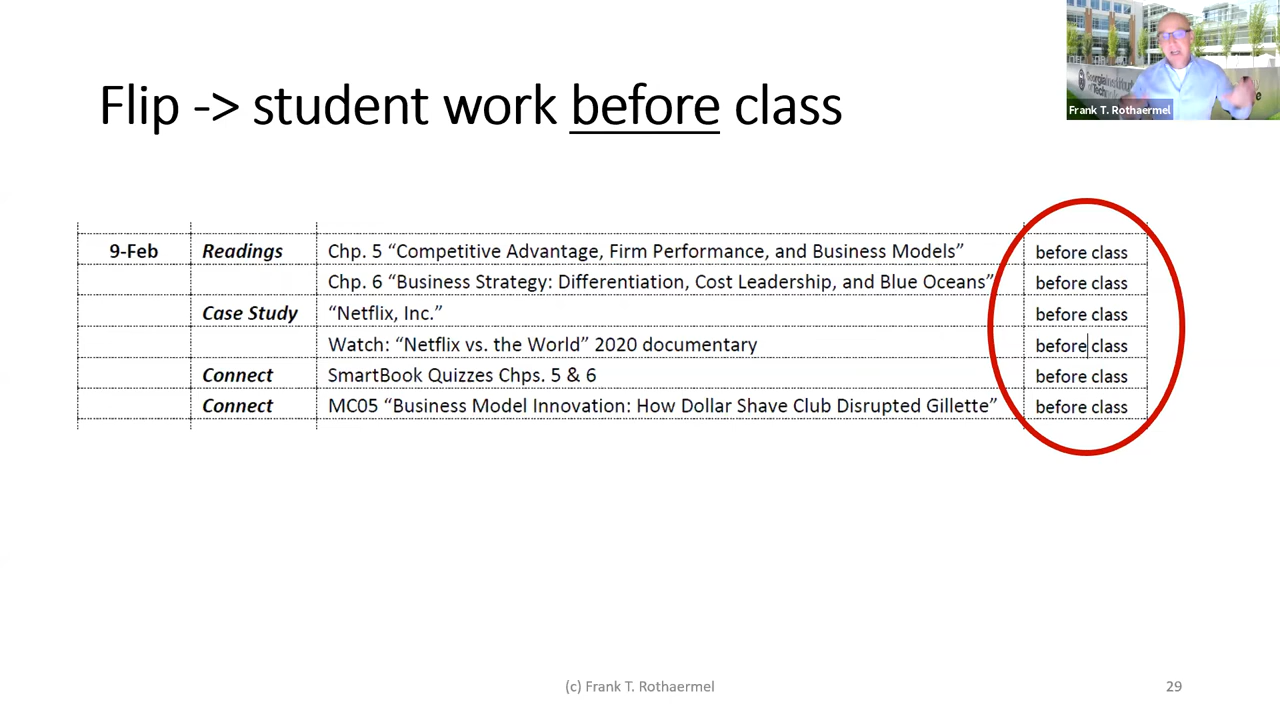 Flip -> student work before class
Frank T. Rothaermel
9-Feb Readings Chp. 5 “Competitive Advantage, Firm Performance, and Business Models” before class
Chp. 6 “Business Strategy: Differentiation, Cost Leadership, and Blue Oceans” before class
Case Study “Netflix, Inc.” before class
Watch: “Netflix vs. the World” 2020 documentary before class
Connect SmartBook Quizzes Chps. 5 & 6 before class
Connect MC05 “Business Model Innovation: How Dollar Shave Club Disrupted Gillette” before class
(c) Frank T. Rothaermel
29